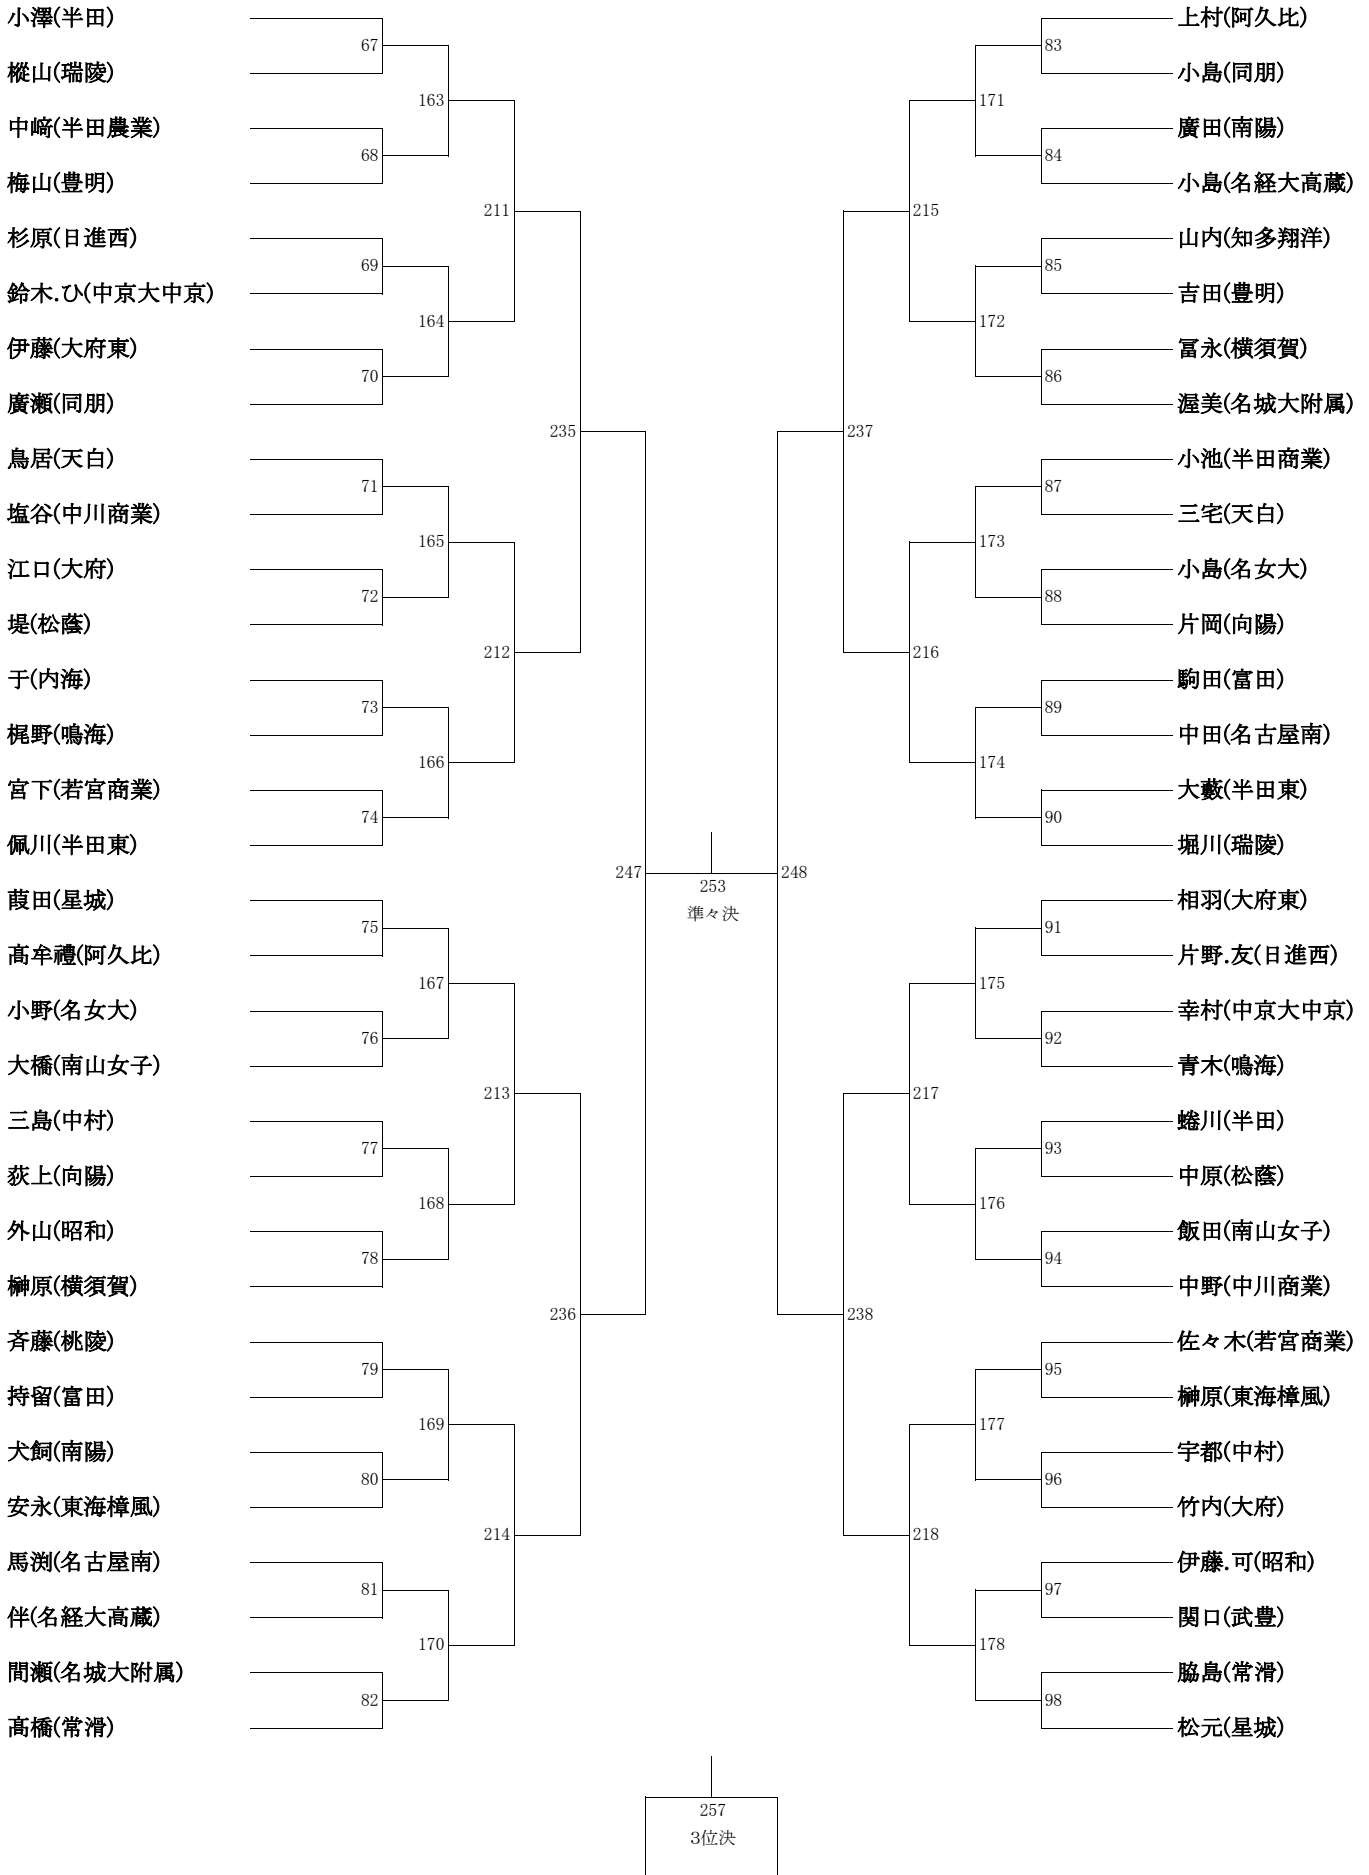 小澤(半田)
樅山(瑞陵)
中﨑(半田農業)
梅山(豊明)
杉原(日進西)
鈴木.ひ(中京大中京)
伊藤(大府東)
廣瀬(同朋)
鳥居(天白)
塩谷(中川商業)
江口(大府)
堤(松蔭)
于(内海)
梶野(鳴海)
宮下(若宮商業)
佩川(半田東)
葭田(星城)
髙牟禮(阿久比)
小野(名女大)
大橋(南山女子)
三島(中村)
荻上(向陽)
外山(昭和)
榊原(横須賀)
斉藤(桃陵)
持留(富田)
犬飼(南陽)
安永(東海樟風)
馬渕(名古屋南)
伴(名経大高蔵)
間瀬(名城大附属)
髙橋(常滑)
67
68
69
70
71
72
73
74
75
76
77
78
79
80
81
82
163
164
165
166
167
168
169
170
211
212
213
214
235
236
247
253
準々決
248
237
238
215
216
217
218
171
172
173
174
175
176
177
178
83
84
85
86
87
88
89
90
91
92
93
94
95
96
97
98
上村(阿久比)
小島(同朋)
廣田(南陽)
小島(名経大高蔵)
山内(知多翔洋)
吉田(豊明)
冨永(横須賀)
渥美(名城大附属)
小池(半田商業)
三宅(天白)
小島(名女大)
片岡(向陽)
駒田(富田)
中田(名古屋南)
大藪(半田東)
堀川(瑞陵)
相羽(大府東)
片野.友(日進西)
幸村(中京大中京)
青木(鳴海)
蜷川(半田)
中原(松蔭)
飯田(南山女子)
中野(中川商業)
佐々木(若宮商業)
榊原(東海樟風)
宇都(中村)
竹内(大府)
伊藤.可(昭和)
関口(武豊)
脇島(常滑)
松元(星城)
257
3位決